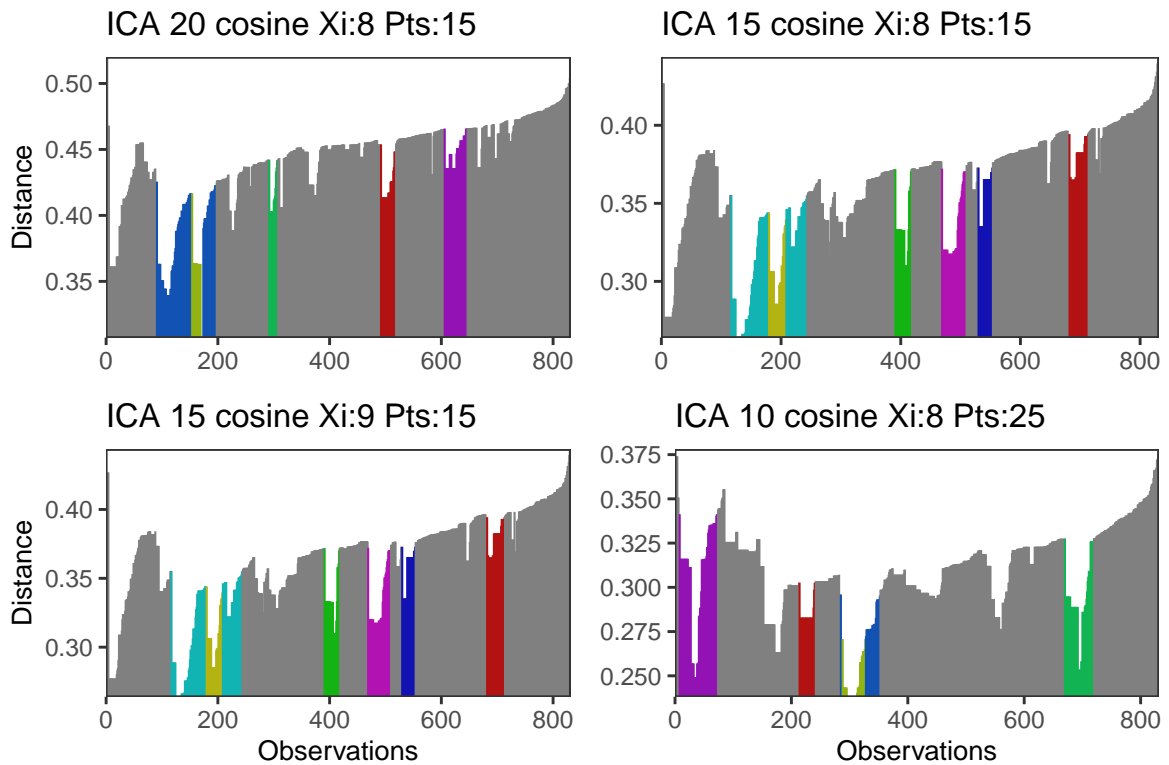 ICA 20 cosine Xi:8 Pts:15
ICA 15 cosine Xi:8 Pts:15
Distance
0.50
0.45
0.40
0.35
0 200 400 600 800
0.40
0.35
0.30
0 200 400 600 800
ICA 15 cosine Xi:9 Pts:15
ICA 10 cosine Xi:8 Pts:25
Distance
0.40
0.35
0.30
0 200 400 600 800
Observations
0.375
0.350
0.325
0.300
0.275
0.250
0 200 400 600 800
Observations